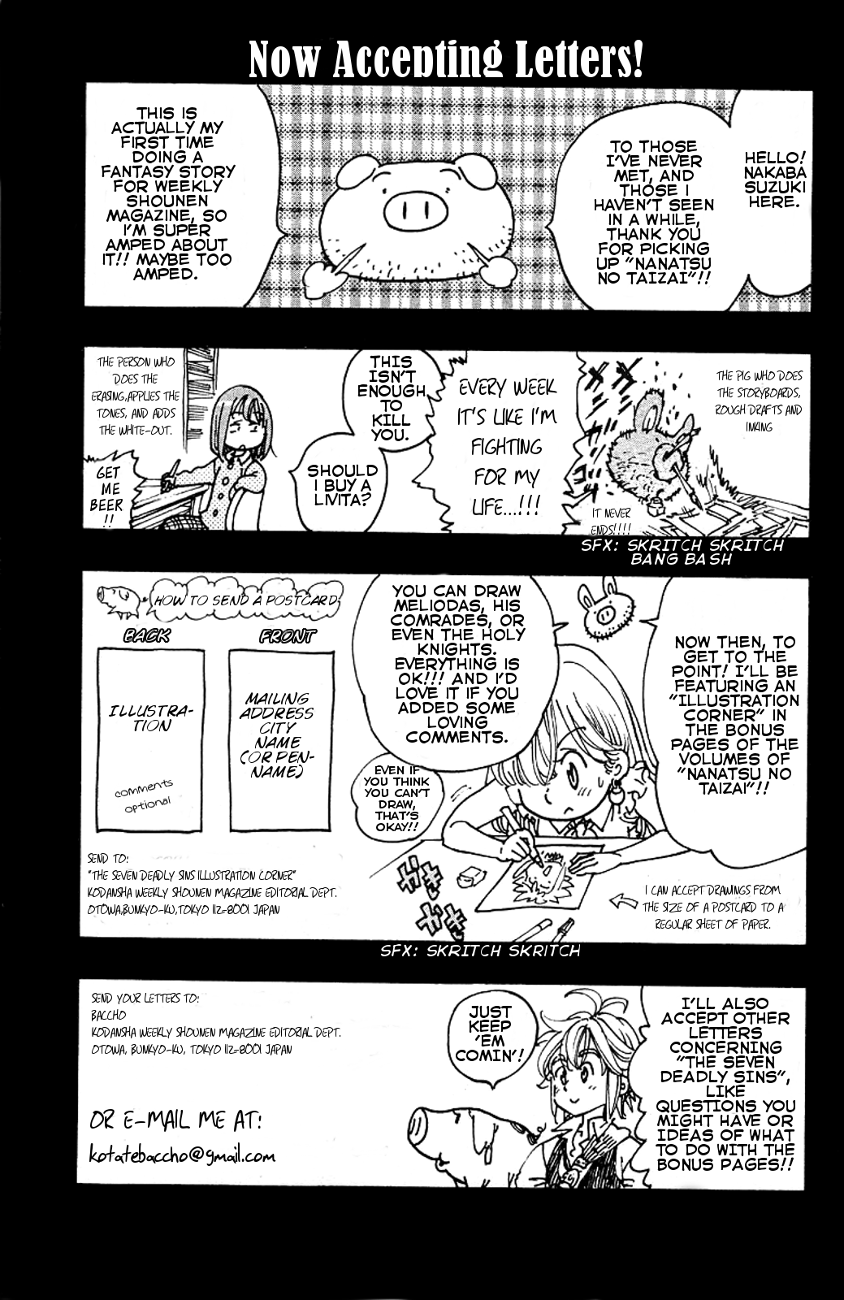 Now Accepting Letters!
HELLO!
NAKABA
SUZUKI
HERE.
TO THOSE
I'VE NEVER
MET, AND
THOSE I
HAVEN'T SEEN
IN A WHILE,
THANK YOU
FOR PICKING
UP "NANATSU
NO TAIZAI"!!
THIS IS
ACTUALLY MY
FIRST TIME
DOING A
FANTASY STORY
FOR WEEKLY
SHOUNEN
MAGAZINE, SO
I'M SUPER
AMPED ABOUT
IT!! MAYBE TOO
AMPED.
THE PIG WHO DOES
THE STORYBOARDS,
ROUGH DRAFTS AND
INKING
IT NEVER
ENDS!!!!
EVERY WEEK
IT'S LIKE I'M
FIGHTING
FOR MY
LIFE...!!!
THIS
ISN'T
ENOUGH
TO
KILL
YOU.
SHOULD
I BUY A
LIVITA?
THE PERSON WHO
DOES THE
ERASING,APPLIES THE
TONES, AND ADDS
THE WHITE-OUT.
GET
ME
BEER
!!
SFX: SKRITCH SKRITCH
BANG BASH
NOW THEN, TO
GET TO THE
POINT! I'LL BE
FEATURING AN
"ILLUSTRATION
CORNER" IN
THE BONUS
PAGES OF THE
VOLUMES OF
"NANATSU NO
TAIZAI"!!
YOU CAN DRAW
MELIODAS, HIS
COMRADES, OR
EVEN THE HOLY
KNIGHTS.
EVERYTHING IS
OK!!! AND I'D
LOVE IT IF YOU
ADDED SOME
LOVING
COMMENTS.
EVEN IF
YOU THINK
YOU CAN'T
DRAW,
THAT'S
OKAY!!
I CAN ACCEPT DRAWINGS FROM
THE SIZE OF A POSTCARD TO A
REGULAR SHEET OF PAPER.
HOW TO SEND A POSTCARD
BACK
FRONT
ILLUSTRA-
TION
comments
optional
MAILING
ADDRESS
CITY
NAME
(OR PEN-
NAME)
SEND TO:
"THE SEVEN DEADLY SINS ILLUSTRATION CORNER"
KODANSHA WEEKLY SHOUNEN MAGAZINE EDITORIAL DEPT.
OTOWA,BUNKYO-KU,TOKYO 112-8001 JAPAN
SFX: SKRITCH SKRITCH
I'LL ALSO
ACCEPT OTHER
LETTERS
CONCERNING
"THE SEVEN
DEADLY SINS",
LIKE
QUESTIONS YOU
MIGHT HAVE OR
IDEAS OF WHAT
TO DO WITH THE
BONUS PAGES!!
JUST
KEEP
'EM
COMIN'!
SEND YOUR LETTERS TO:
BACCHO
KODANSHA WEEKLY SHOUNEN MAGAZINE EDITORIAL DEPT.
OTOWA, BUNKYO-KU, TOKYO 112-8001 JAPAN
OR E-MAIL ME AT:
kotatebaccho@gmail.com